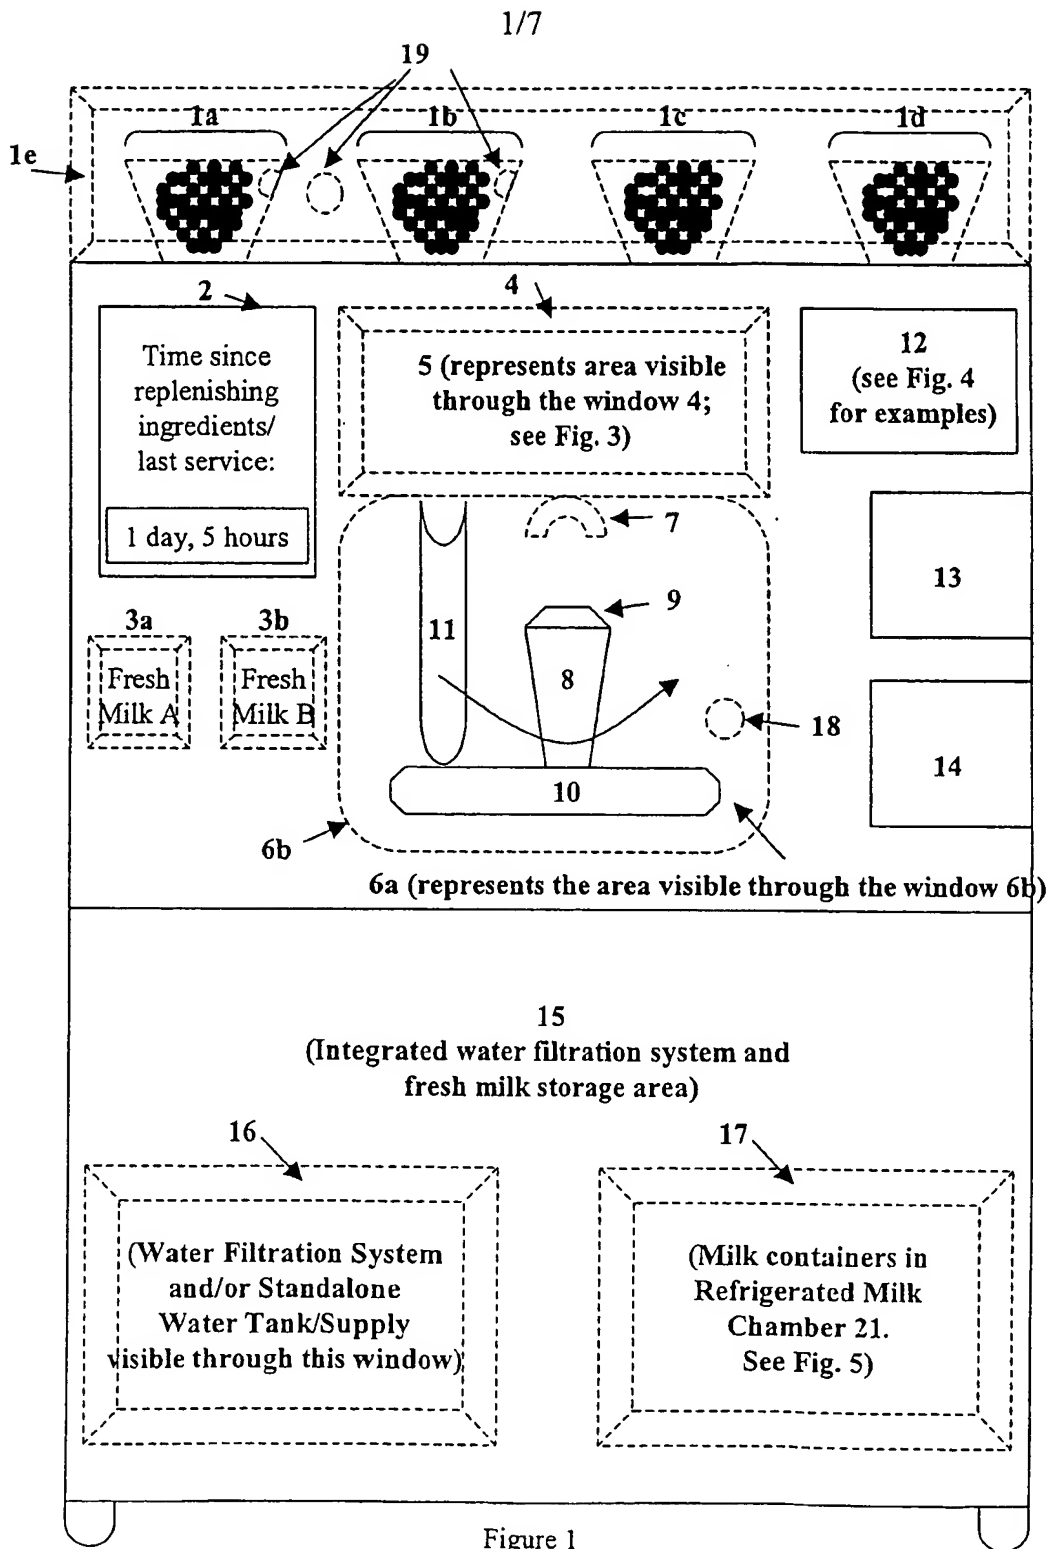 1/7
19
1a
1b
1c
1d
1e
2
4
Time since
replenishing
ingredients/
last service:
1 day, 5 hours
5 (represents area visible
through the window 4;
see Fig. 3)
12
(see Fig. 4
for examples)
7
13
3a
3b
9
11
8
Fresh
Milk A
Fresh
Milk B
18
14
10
6b
6a (represents the area visible through the window 6b)
15
(Integrated water filtration system and
fresh milk storage area)
16
17
(Water Filtration System
and/or Standalone
Water Tank/Supply
visible through this window)
(Milk containers in
Refrigerated Milk
Chamber 21.
See Fig. 5)
Figure 1